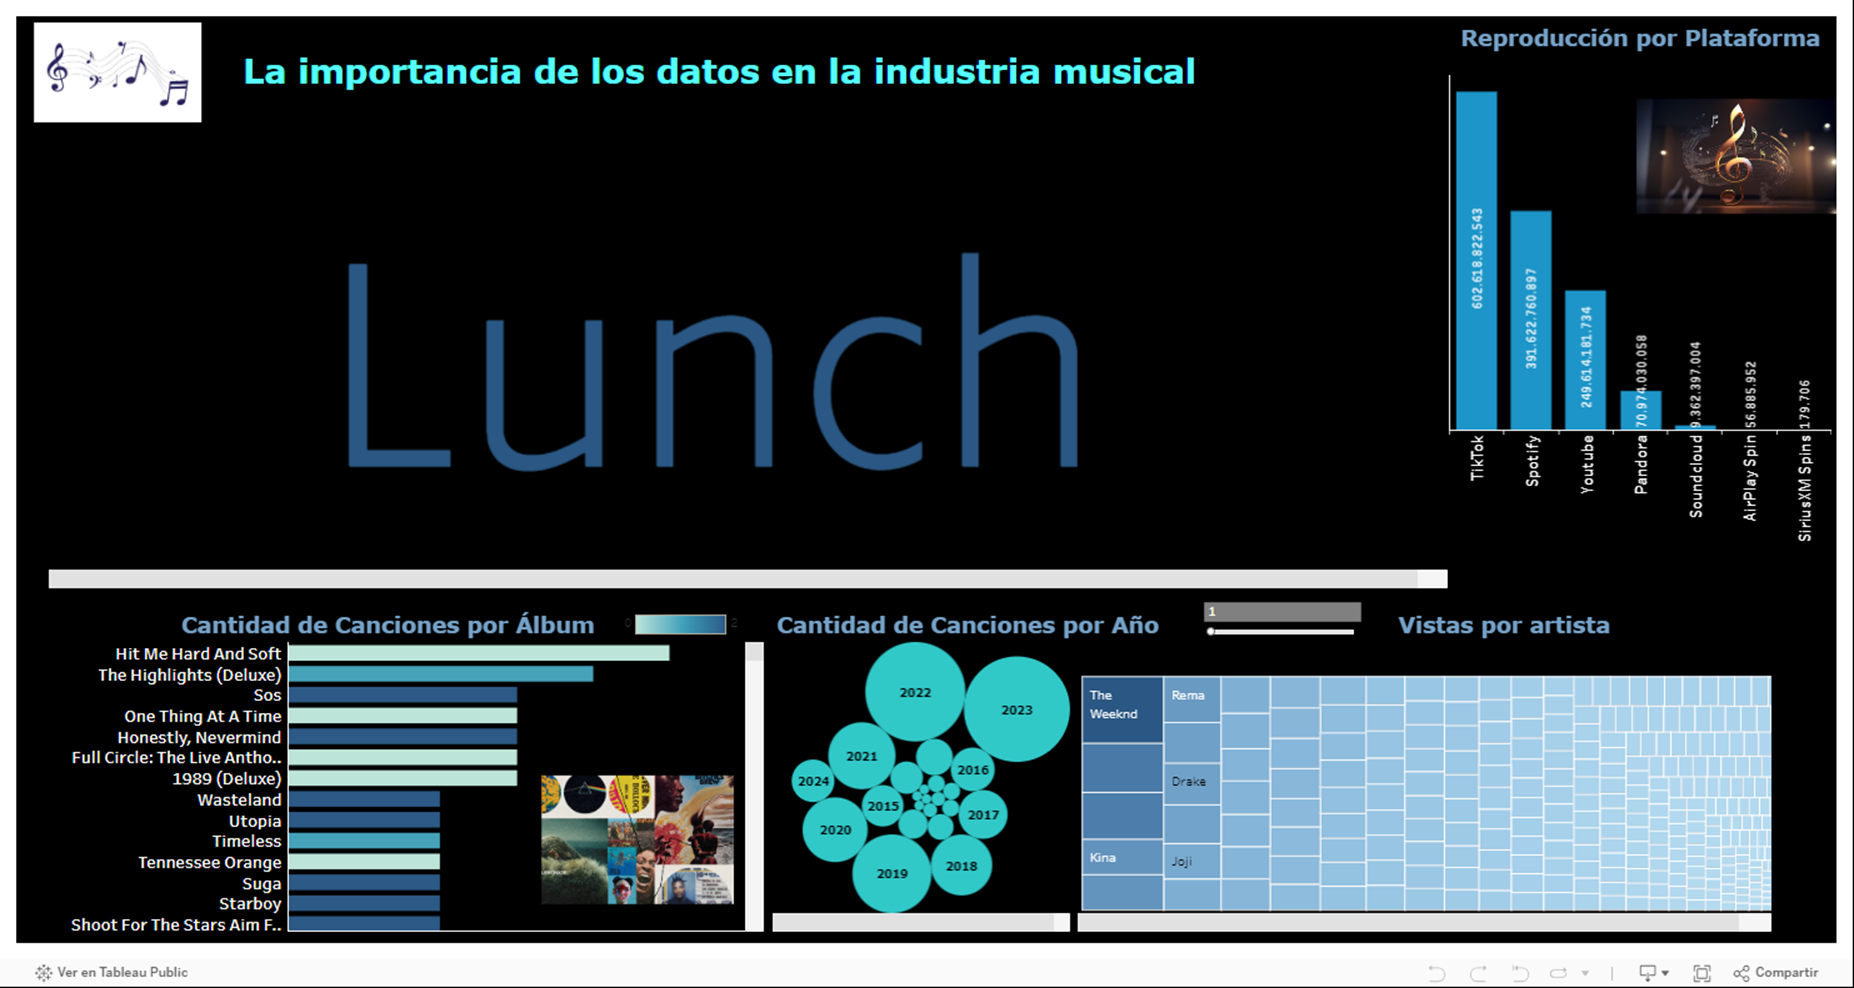 La importancia de los datos en la industria musical
Reproducción por Plataforma
602.618.822.543
391.622.760.897
249.614.181.734
70.974.030.058
9.362.397.004
56.885.952
179.706
TikTok
Spotify
Youtube
Pandora
Soundcloud
AirPlay Spin
SiriusXM Spins
Lunch
Cantidad de Canciones por Álbum
0
2
Hit Me Hard And Soft
The Highlights (Deluxe)
Sos
One Thing At A Time
Honestly, Nevermind
Full Circle: The Live Antho..
1989 (Deluxe)
Wasteland
Utopia
Timeless
Tennessee Orange
Suga
Starboy
Shoot For The Stars Aim F..
Cantidad de Canciones por Año
1
2022
2023
2021
2016
2024
2015
2017
2020
2018
2019
Vistas por artista
The
Weeknd
Rema
Drake
Kina
Joji
Ver en Tableau Public
Compartir